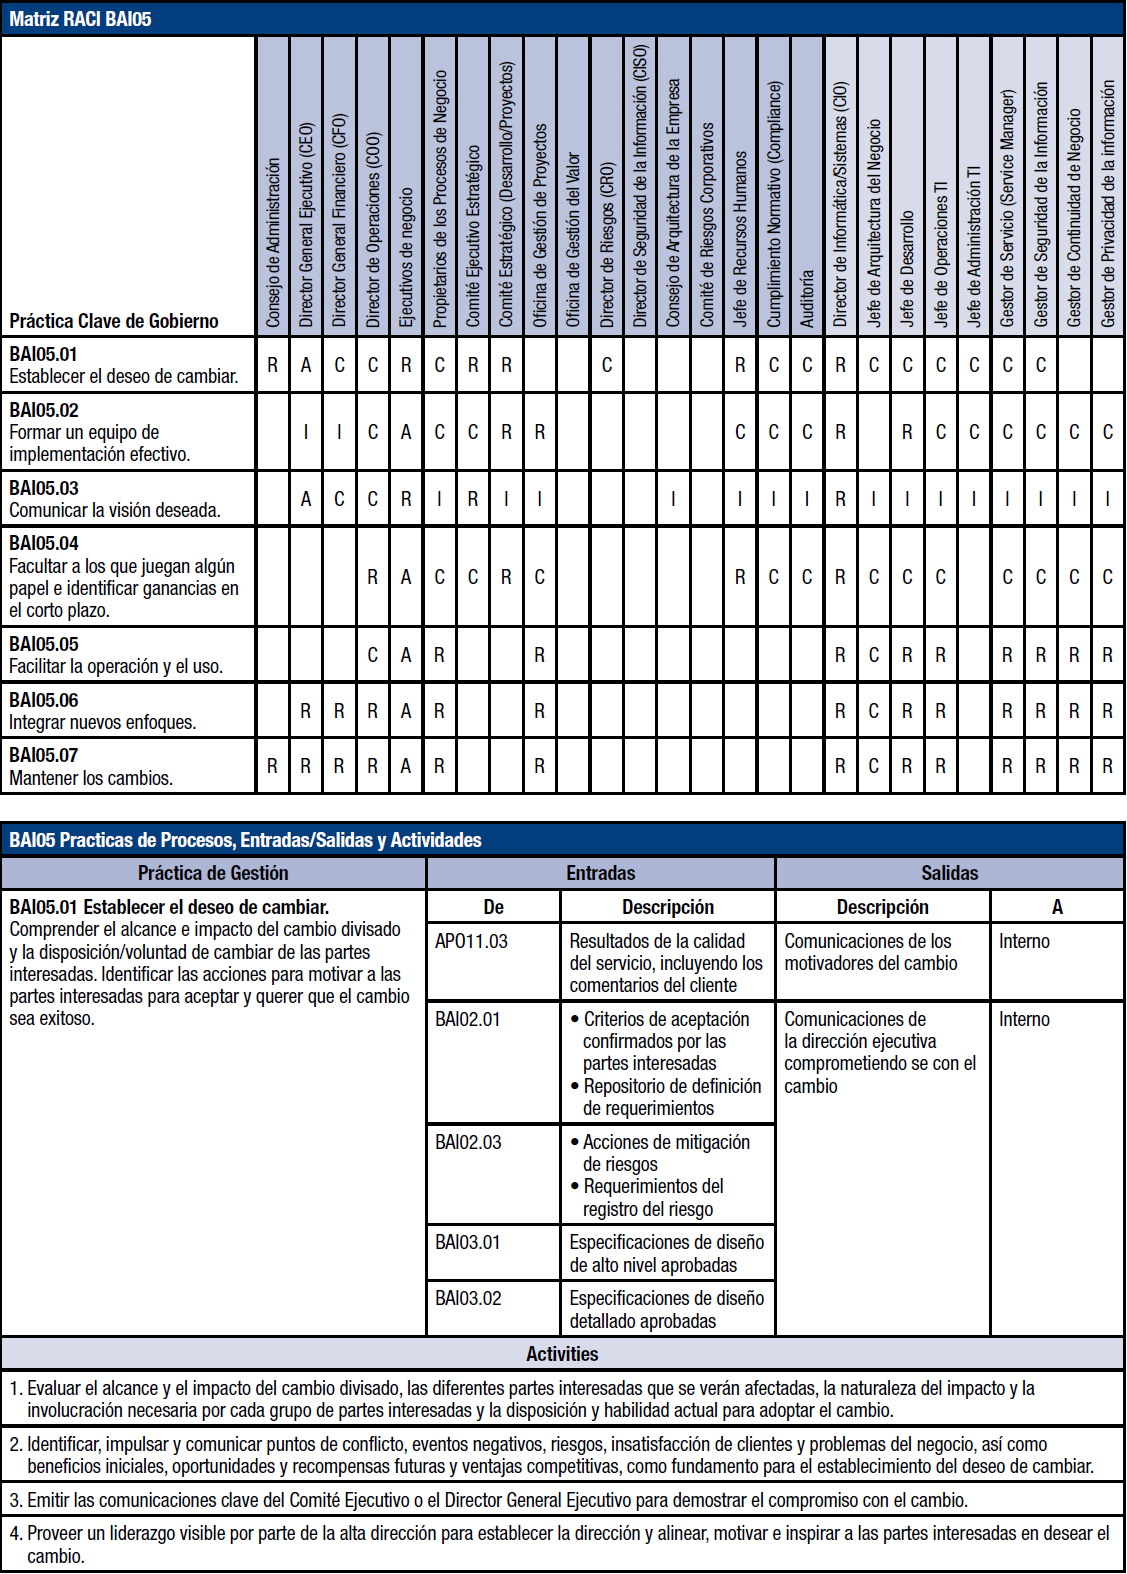 Matriz RACI BAI05
Práctica Clave de Gobierno
Consejo de Administración
Director General Ejecutivo (CEO)
Director General Financiero (CFO)
Director de Operaciones (COO)
Ejecutivos de negocio
Propietarios de los Procesos de Negocio
Comité Ejecutivo Estratégico
Comité Estratégico (Desarrollo/Proyectos)
Oficina de Gestión de Proyectos
Oficina de Gestión del Valor
Director de Riesgos (CRO)
Director de Seguridad de la Información (CISO)
Consejo de Arquitectura de la Empresa
Comité de Riesgos Corporativos
Jefe de Recursos Humanos
Cumplimiento Normativo (Compliance)
Auditoría
Director de Informática/Sistemas (CIO)
Jefe de Arquitectura del Negocio
Jefe de Desarrollo
Jefe de Operaciones TI
Jefe de Administración TI
Gestor de Servicio (Service Manager)
Gestor de Seguridad de la Información
Gestor de Continuidad de Negocio
Gestor de Privacidad de la información
BAI05.01
Establecer el deseo de cambiar.
R A C C R C R R C R C C R C C C C C C
BAI05.02
Formar un equipo de
implementación efectivo.
I I C A C C R R C C C R R C C C C C C
BAI05.03
Comunicar la visión deseada.
A C C R I R I I I I I I R I I I I I I I I
BAI05.04
Facultar a los que juegan algún
papel e identificar ganancias en
el corto plazo.
R A C C R C R C C R C C C C C C C
BAI05.05
Facilitar la operación y el uso.
C A R R R C R R R R R R
BAI05.06
Integrar nuevos enfoques.
R R R A R R R C R R R R R R
BAI05.07
Mantener los cambios.
R R R R A R R R C R R R R R R
BAI05 Practicas de Procesos, Entradas/Salidas y Actividades
Práctica de Gestión Entradas Salidas
BAI05.01 Establecer el deseo de cambiar.
Comprender el alcance e impacto del cambio divisado
y la disposición/voluntad de cambiar de las partes
interesadas. Identificar las acciones para motivar a las
partes interesadas para aceptar y querer que el cambio
sea exitoso.
De Descripción Descripción A
APO11.03
Resultados de la calidad
del servicio, incluyendo los
comentarios del cliente
Comunicaciones de los
motivadores del cambio
Interno
BAI02.01
• Criterios de aceptación
confirmados por las
partes interesadas
• Repositorio de definición
de requerimientos
Comunicaciones de
la dirección ejecutiva
comprometiendo se con el
cambio
Interno
BAI02.03
• Acciones de mitigación
de riesgos
• Requerimientos del
registro del riesgo
BAI03.01
Especificaciones de diseño
de alto nivel aprobadas
BAI03.02
Especificaciones de diseño
detallado aprobadas
Activities
1. Evaluar el alcance y el impacto del cambio divisado, las diferentes partes interesadas que se verán afectadas, la naturaleza del impacto y la
involucración necesaria por cada grupo de partes interesadas y la disposición y habilidad actual para adoptar el cambio.
2. Identificar, impulsar y comunicar puntos de conflicto, eventos negativos, riesgos, insatisfacción de clientes y problemas del negocio, así como
beneficios iniciales, oportunidades y recompensas futuras y ventajas competitivas, como fundamento para el establecimiento del deseo de cambiar.
3. Emitir las comunicaciones clave del Comité Ejecutivo o el Director General Ejecutivo para demostrar el compromiso con el cambio.
4. Proveer un liderazgo visible por parte de la alta dirección para establecer la dirección y alinear, motivar e inspirar a las partes interesadas en desear el
cambio.